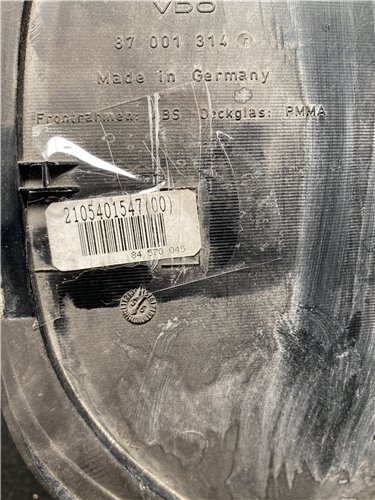 VDO
87 001 314
Made in Germany
Frontrahmen: ABS Deckglas: PMMA
2105401547(00)
84 570 045